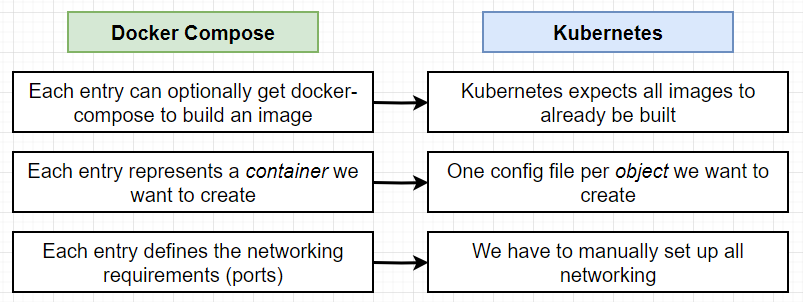 Docker Compose
Kubernetes
Each entry can optionally get docker-
compose to build an image
Kubernetes expects all images to
already be built
Each entry represents a container we
want to create
One config file per object we want to
create
Each entry defines the networking
requirements (ports)
We have to manually set up all
networking